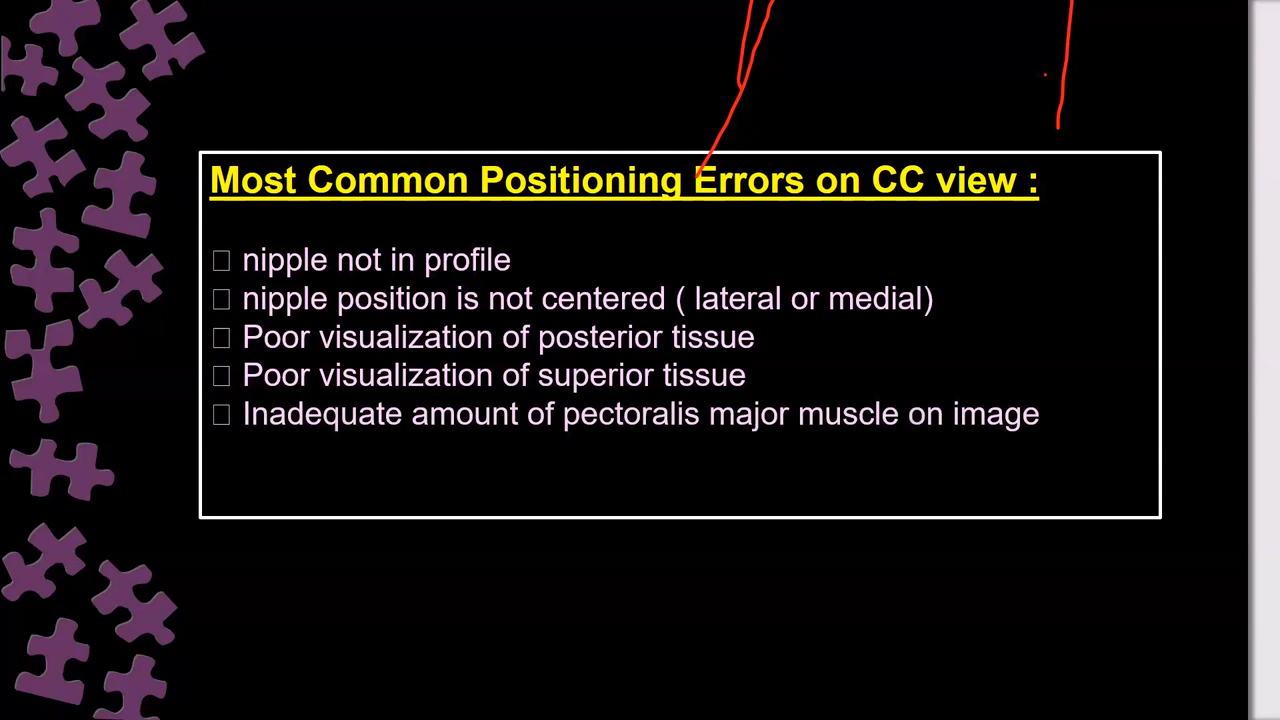 Most Common Positioning Errors on CC view :
nipple not in profile
nipple position is not centered ( lateral or medial)
Poor visualization of posterior tissue
Poor visualization of superior tissue
Inadequate amount of pectoralis major muscle on image